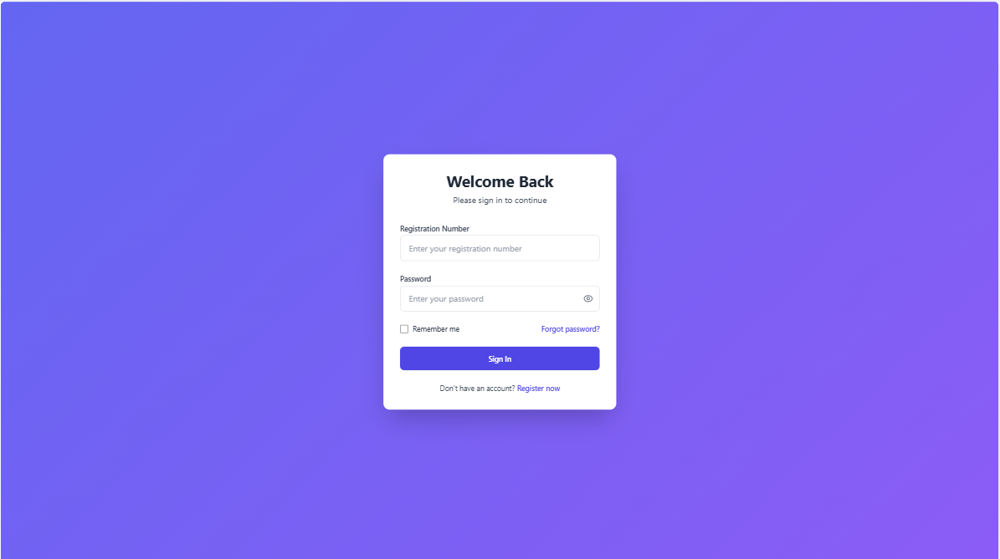 Welcome Back
Please sign in to continue
Registration Number
Enter your registration number
Password
Enter your password
Remember me
Forgot password?
Sign In
Don't have an account? Register now